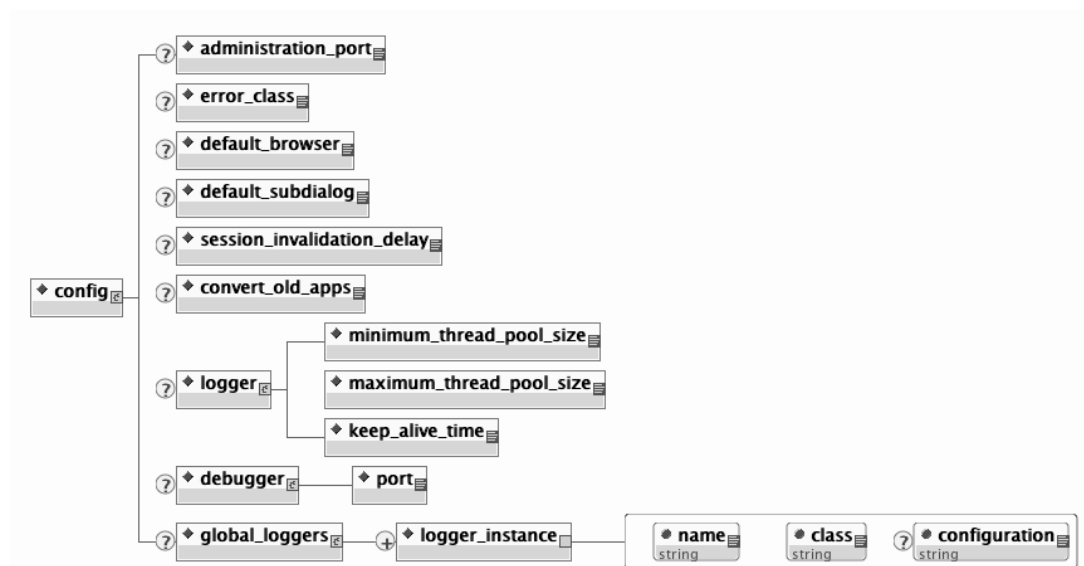 ? administration_port
? error_class
? default_browser
? default_subdialog
? session_invalidation_delay
config
? convert_old_apps
minimum_thread_pool_size
? logger
maximum_thread_pool_size
keep_alive_time
? debugger
port
? global_loggers
+ logger_instance
name
string
class
string
? configuration
string